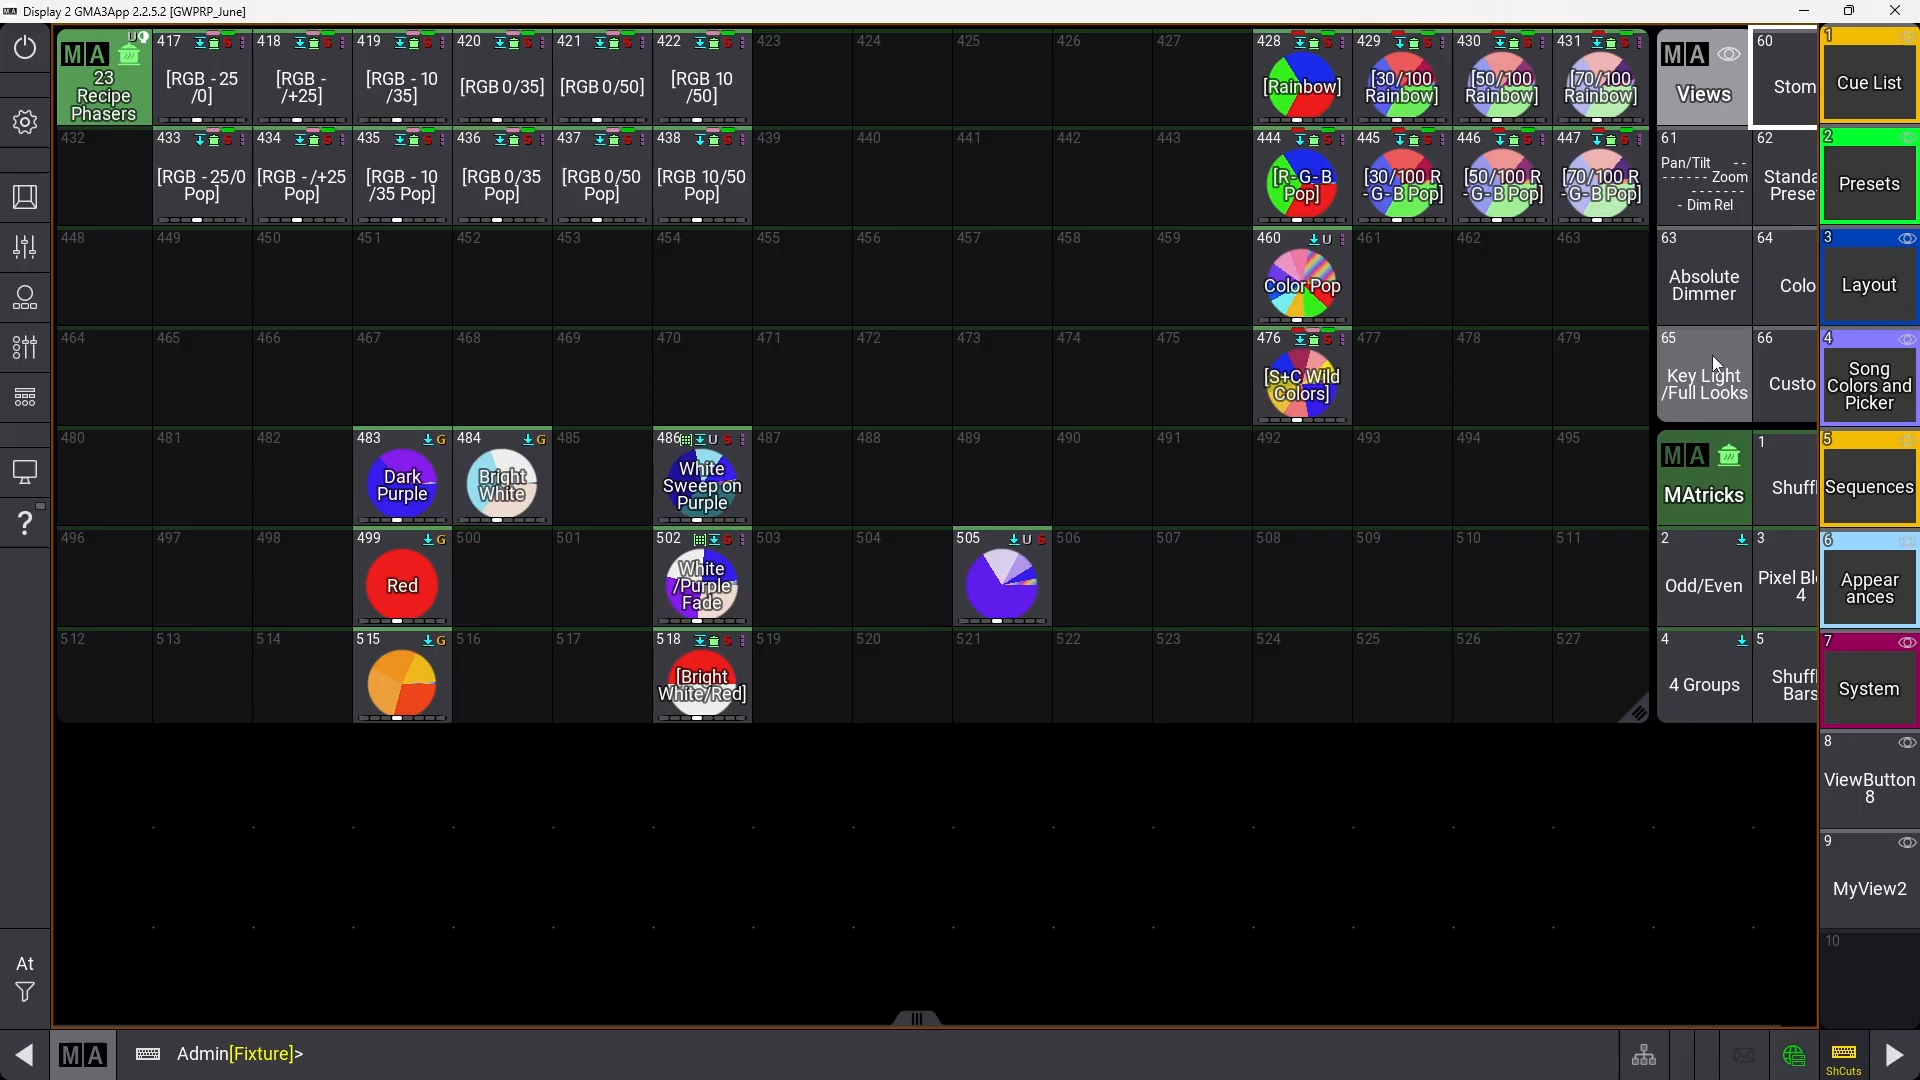 Display 2 GMA3App 2.2.5.2 [GWPRP_June]
MA
23
Recipe
Phasers
417
[RGB - 25
/0]
418
[RGB -
/+25]
419
[RGB - 10
/35]
420
[RGB 0/35]
421
[RGB 0/50]
422
[RGB 10
/50]
423
424
425
426
427
428
[Rainbow]
429
[30/100
Rainbow]
430
[50/100
Rainbow]
431
[70/100
Rainbow]
432
433
[RGB - 25/0
Pop]
434
[RGB - /+25
Pop]
435
[RGB - 10
/35 Pop]
436
[RGB 0/35
Pop]
437
[RGB 0/50
Pop]
438
[RGB 10/50
Pop]
439
440
441
442
443
444
[R-G-B
Pop]
445
[30/100 R
-G-B Pop]
446
[50/100 R
-G-B Pop]
447
[70/100 R
-G-B Pop]
448
449
450
451
452
453
454
455
456
457
458
459
460
U
Color Pop
461
462
463
464
465
466
467
468
469
470
471
472
473
474
475
476
S
[S+C Wild
Colors]
477
478
479
480
481
482
483
G
Dark
Purple
484
G
Bright
White
485
486
U S
White
Sweep on
Purple
487
488
489
490
491
492
493
494
495
496
497
498
499
G
Red
500
501
502
S
White
/Purple
Fade
503
504
505
U S
506
507
508
509
510
511
512
513
514
515
G
516
517
518
S
[Bright
White/Red]
519
520
521
522
523
524
525
526
527
MA
Views
60
Stom
61
Pan/Tilt --
------- Zoom
-------
- Dim Rel
62
Standa
Prese
63
Absolute
Dimmer
64
Colo
65
Key Light
/Full Looks
66
Custo
MA
MAtricks
1
Shuffl
2
Odd/Even
3
Pixel Bl
4
4
4 Groups
5
Shuffl
Bars
1
Cue List
2
Presets
3
Layout
4
Song
Colors and
Picker
5
Sequences
6
Appear
ances
7
System
8
ViewButton
8
9
MyView2
10
?
At
MA
Admin[Fixture]>
ShCuts